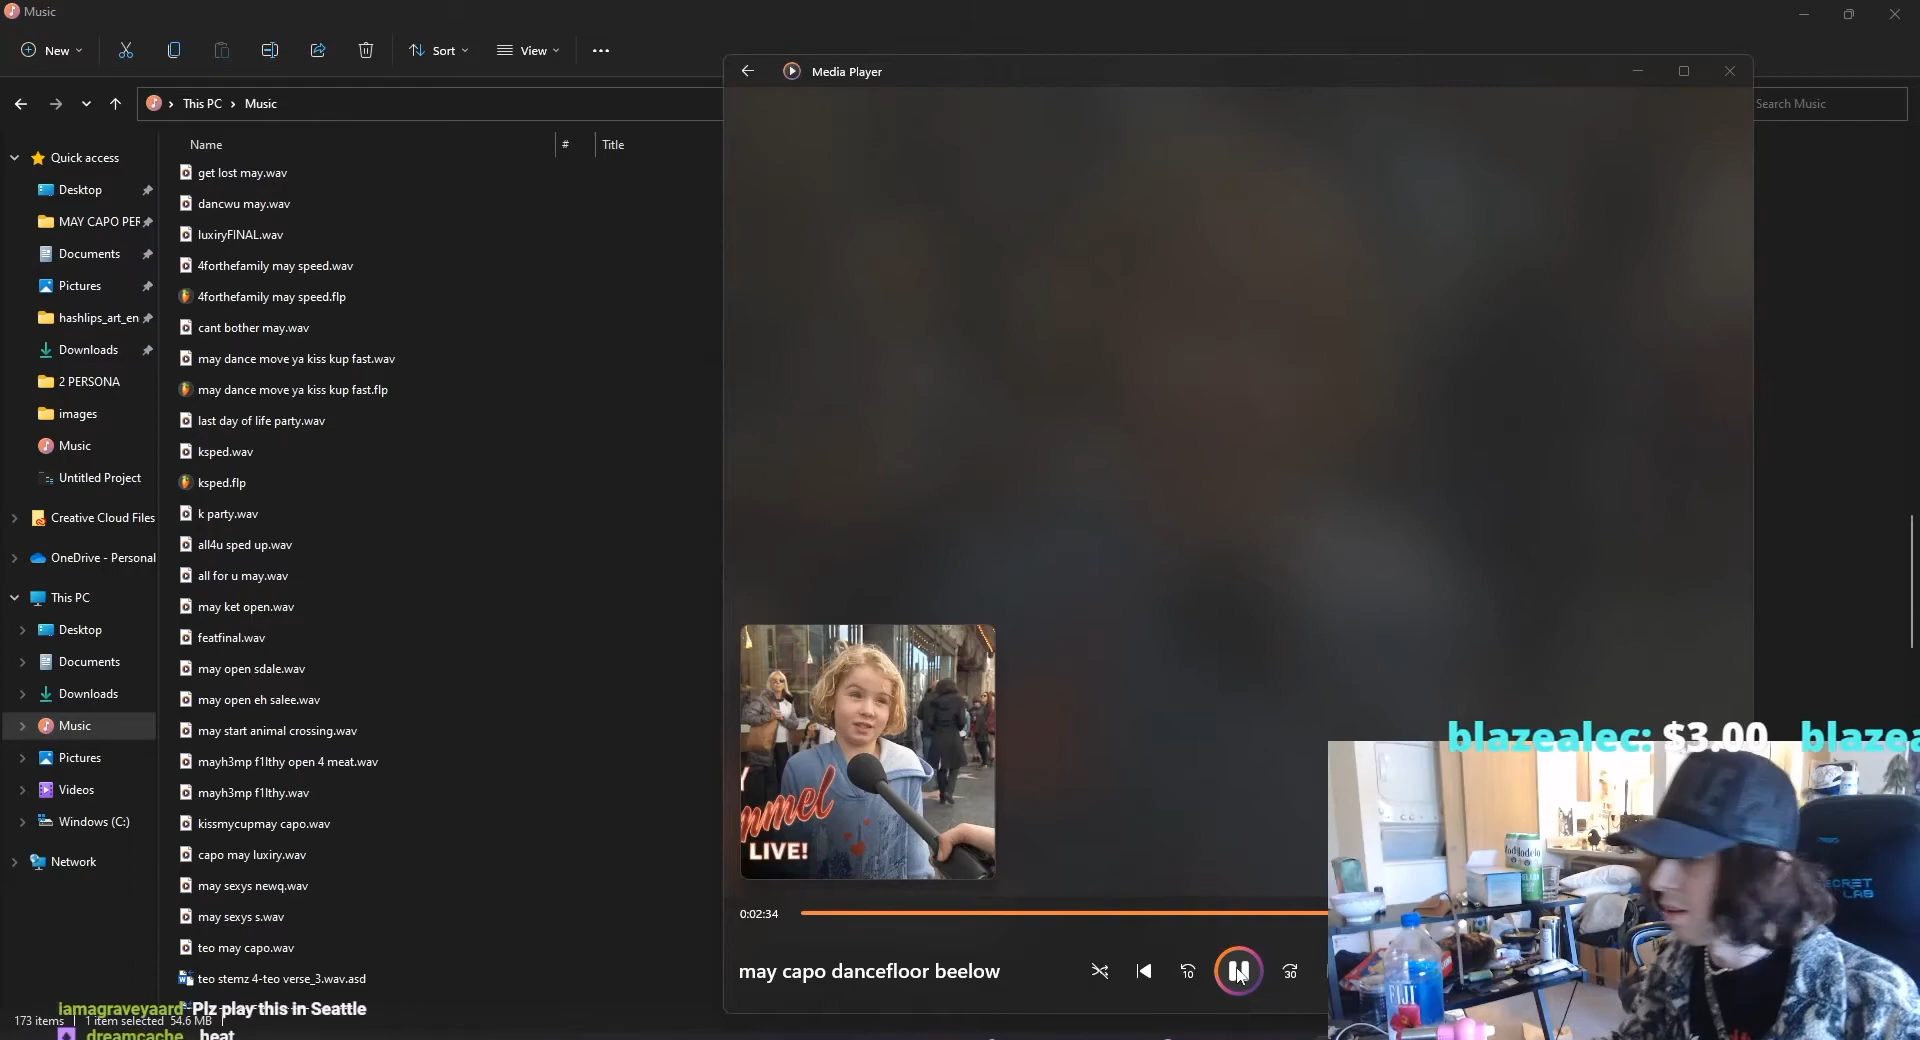 Music
New
Sort
View
This PC
Music
Search Music
Quick access
Desktop
MAY CAPO PER
Documents
Pictures
hashlips_art_en
Downloads
2 PERSONA
images
Music
Untitled Project
Creative Cloud Files
OneDrive - Personal
This PC
Desktop
Documents
Downloads
Music
Pictures
Videos
Windows (C:)
Network
Name
#
Title
get lost may.wav
dancwu may.wav
luxiryFINAL.wav
4forthefamily may speed.wav
4forthefamily may speed.flp
cant bother may.wav
may dance move ya kiss kup fast.wav
may dance move ya kiss kup fast.flp
last day of life party.wav
ksped.wav
ksped.flp
k party.wav
all4u sped up.wav
all for u may.wav
may ket open.wav
featfinal.wav
may open sdale.wav
may open eh salee.wav
may start animal crossing.wav
mayh3mp f1lthy open 4 meat.wav
mayh3mp f1lthy.wav
kissmycupmay capo.wav
capo may luxiry.wav
may sexys newq.wav
may sexys s.wav
teo may capo.wav
teo stemz 4-teo verse_3.wav.asd
iamagraveyaard Plz play this in Seattle
173 items
1 item selected 54.6 MB
dreamcache heat
Media Player
mmel
LIVE!
0:02:34
may capo dancefloor beelow
10
30
blazealec: $3.00 blazea
Modelo
FIJI
SECRET
LAB